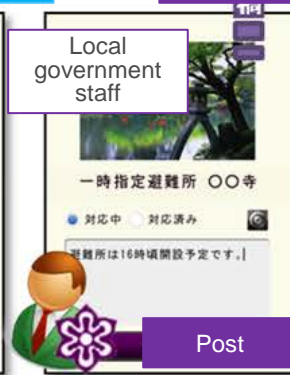 Local
government
staff
一時指定避難所 〇〇寺
対応中 対応済み
避難所は16時頃開設予定です。
Post